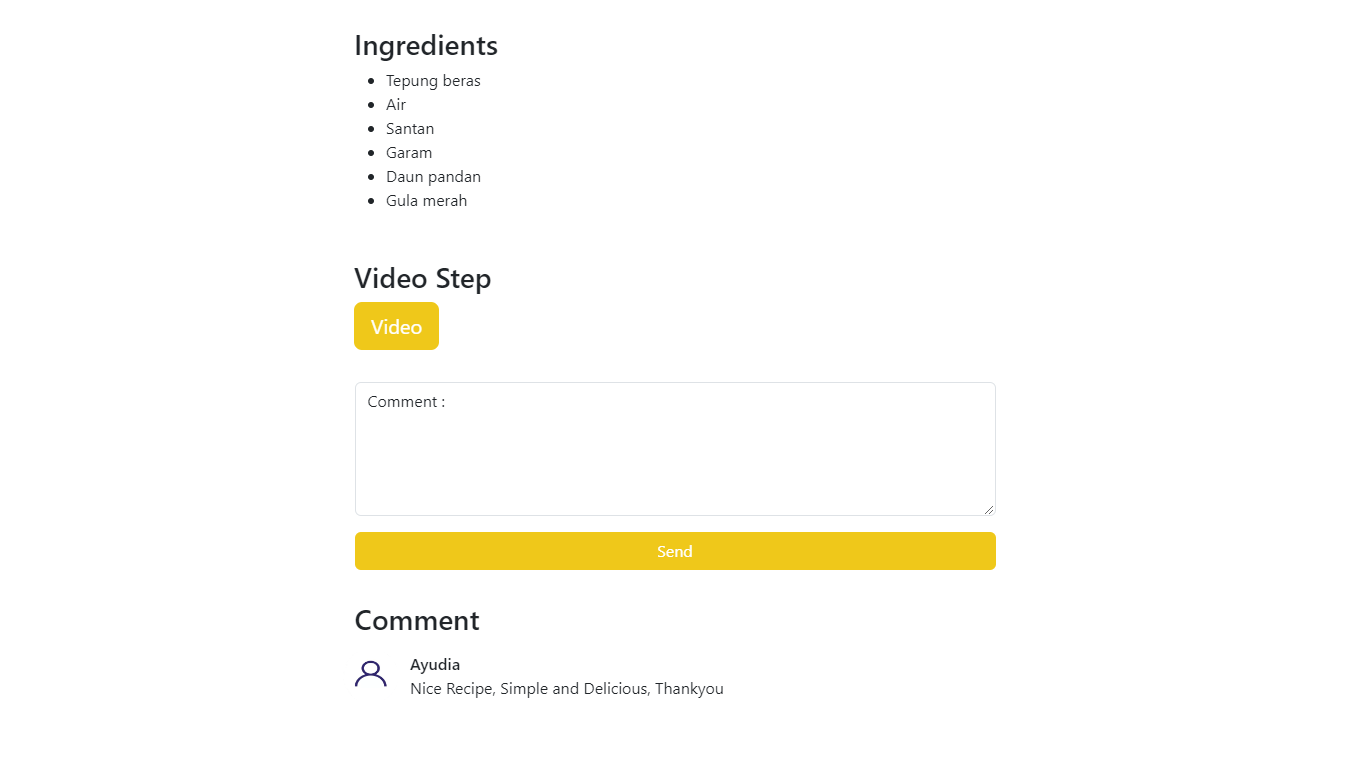 Ingredients
Tepung beras
Air
Santan
Garam
Daun pandan
Gula merah
Video Step
Video
Comment :
Send
Comment
Ayudia
Nice Recipe, Simple and Delicious, Thankyou